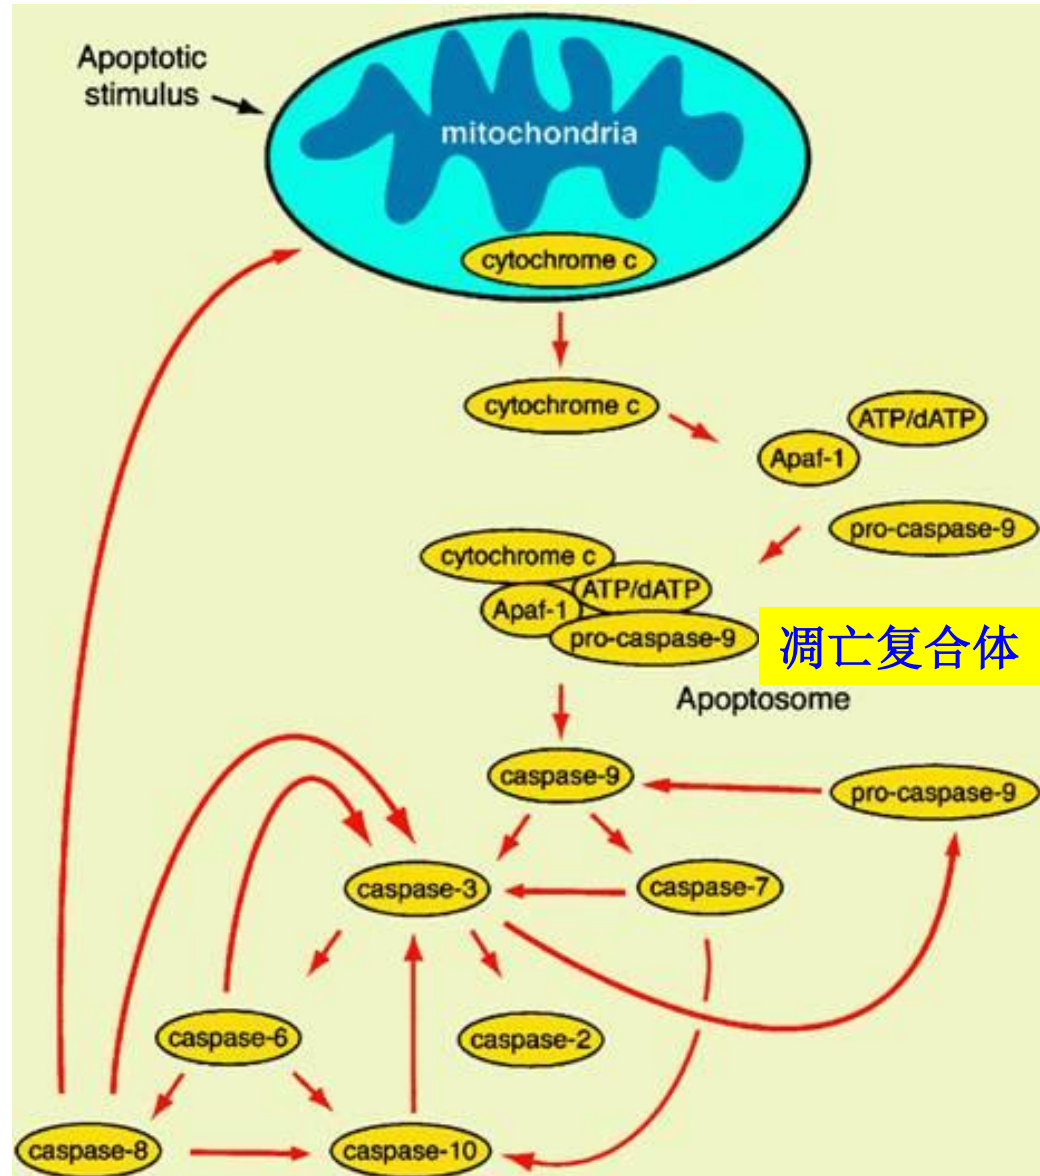 Apoptotic
stimulus
mitochondria
cytochrome c
cytochrome c
ATP/dATP
Apaf-1
pro-caspase-9
cytochrome c
ATP/dATP
Apaf-1
pro-caspase-9
凋亡复合体
Apoptosome
caspase-9
pro-caspase-9
caspase-3
caspase-7
caspase-6
caspase-2
caspase-8
caspase-10